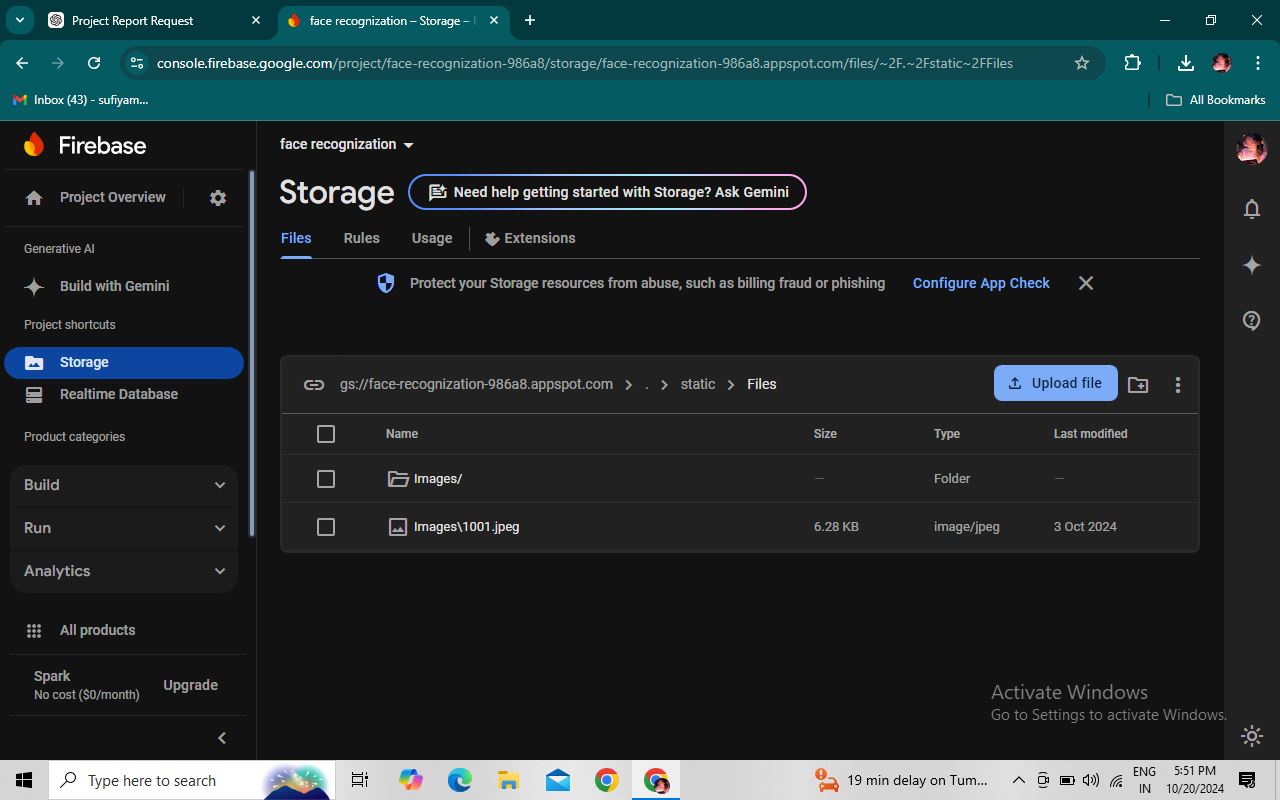 Project Report Request
face recognization – Storage –
console.firebase.google.com/project/face-recognization-986a8/storage/face-recognization-986a8.appspot.com/files/~2F.~2Fstatic~2FFiles
Inbox (43) - sufiyam...
All Bookmarks
Firebase
face recognization
Project Overview
Storage
Need help getting started with Storage? Ask Gemini
Generative AI
Files Rules Usage Extensions
Build with Gemini
Protect your Storage resources from abuse, such as billing fraud or phishing Configure App Check
Project shortcuts
Storage
Realtime Database
gs://face-recognization-986a8.appspot.com > . > static > Files
Upload file
Product categories
Name Size Type Last modified
Build
Images/ — Folder —
Run
Images\1001.jpeg 6.28 KB image/jpeg 3 Oct 2024
Analytics
All products
Spark
No cost ($0/month)
Upgrade
Activate Windows
Go to Settings to activate Windows.
Type here to search
19 min delay on Tum...
ENG
IN
5:51 PM
10/20/2024